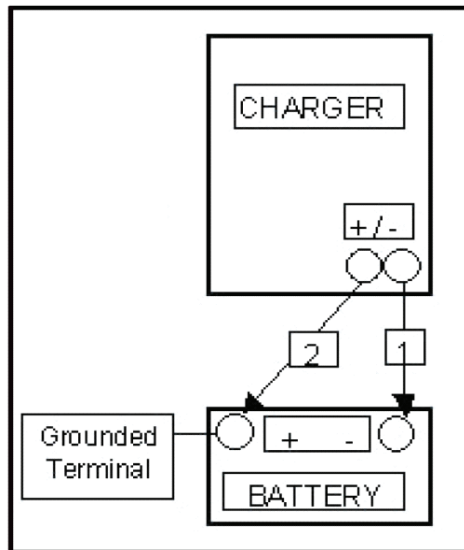 CHARGER
+/-
2
1
Grounded
Terminal
+ -
BATTERY